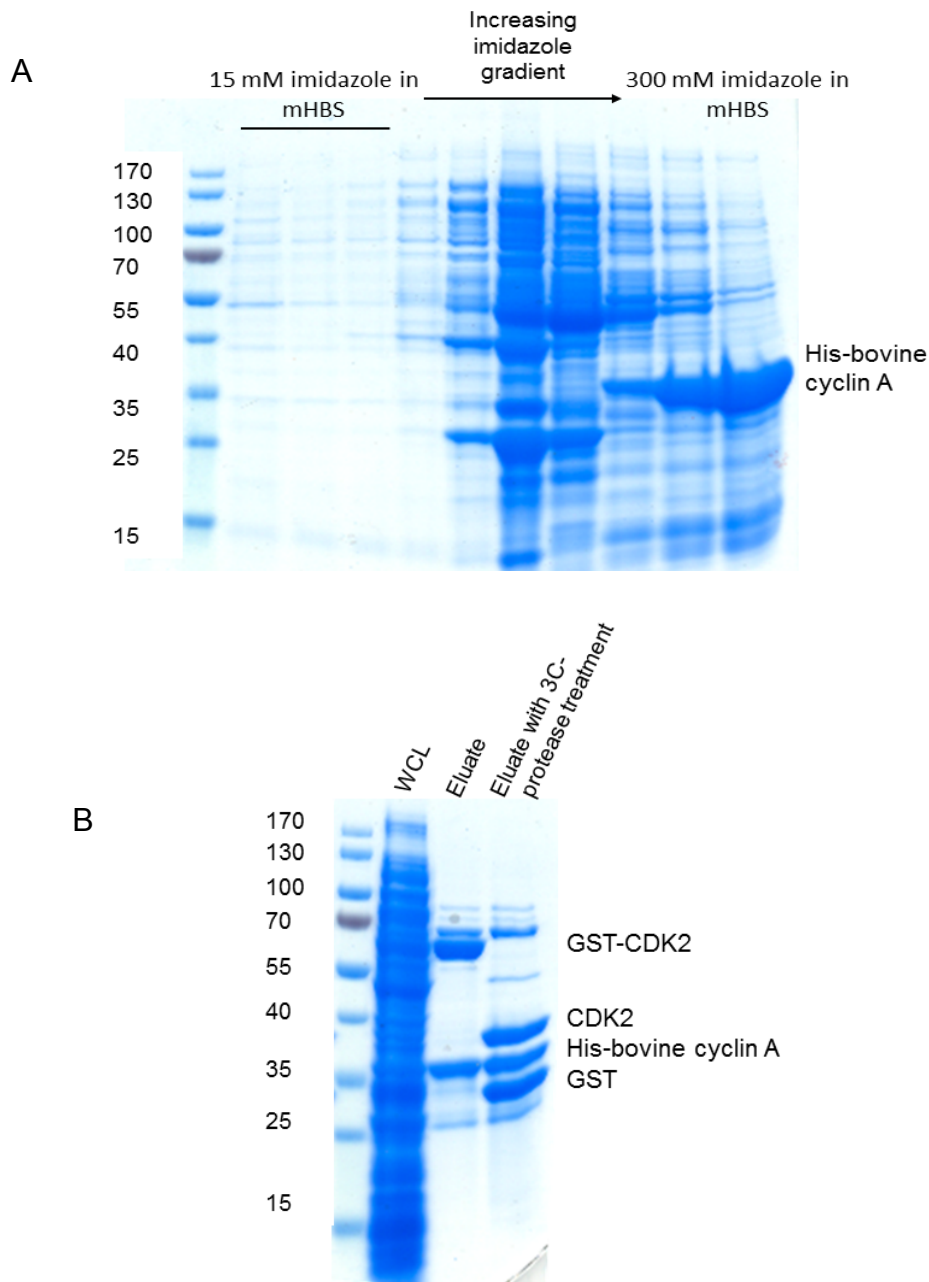 Increasing
imidazole
gradient
A
15 mM imidazole in
mHBS
300 mM imidazole in
mHBS
170
130
100
70
55
40
35
25
15
His-bovine
cyclin A
B
WCL
Eluate
Eluate with 3C-
protease treatment
170
130
100
70
55
40
35
25
15
GST-CDK2
CDK2
His-bovine cyclin A
GST